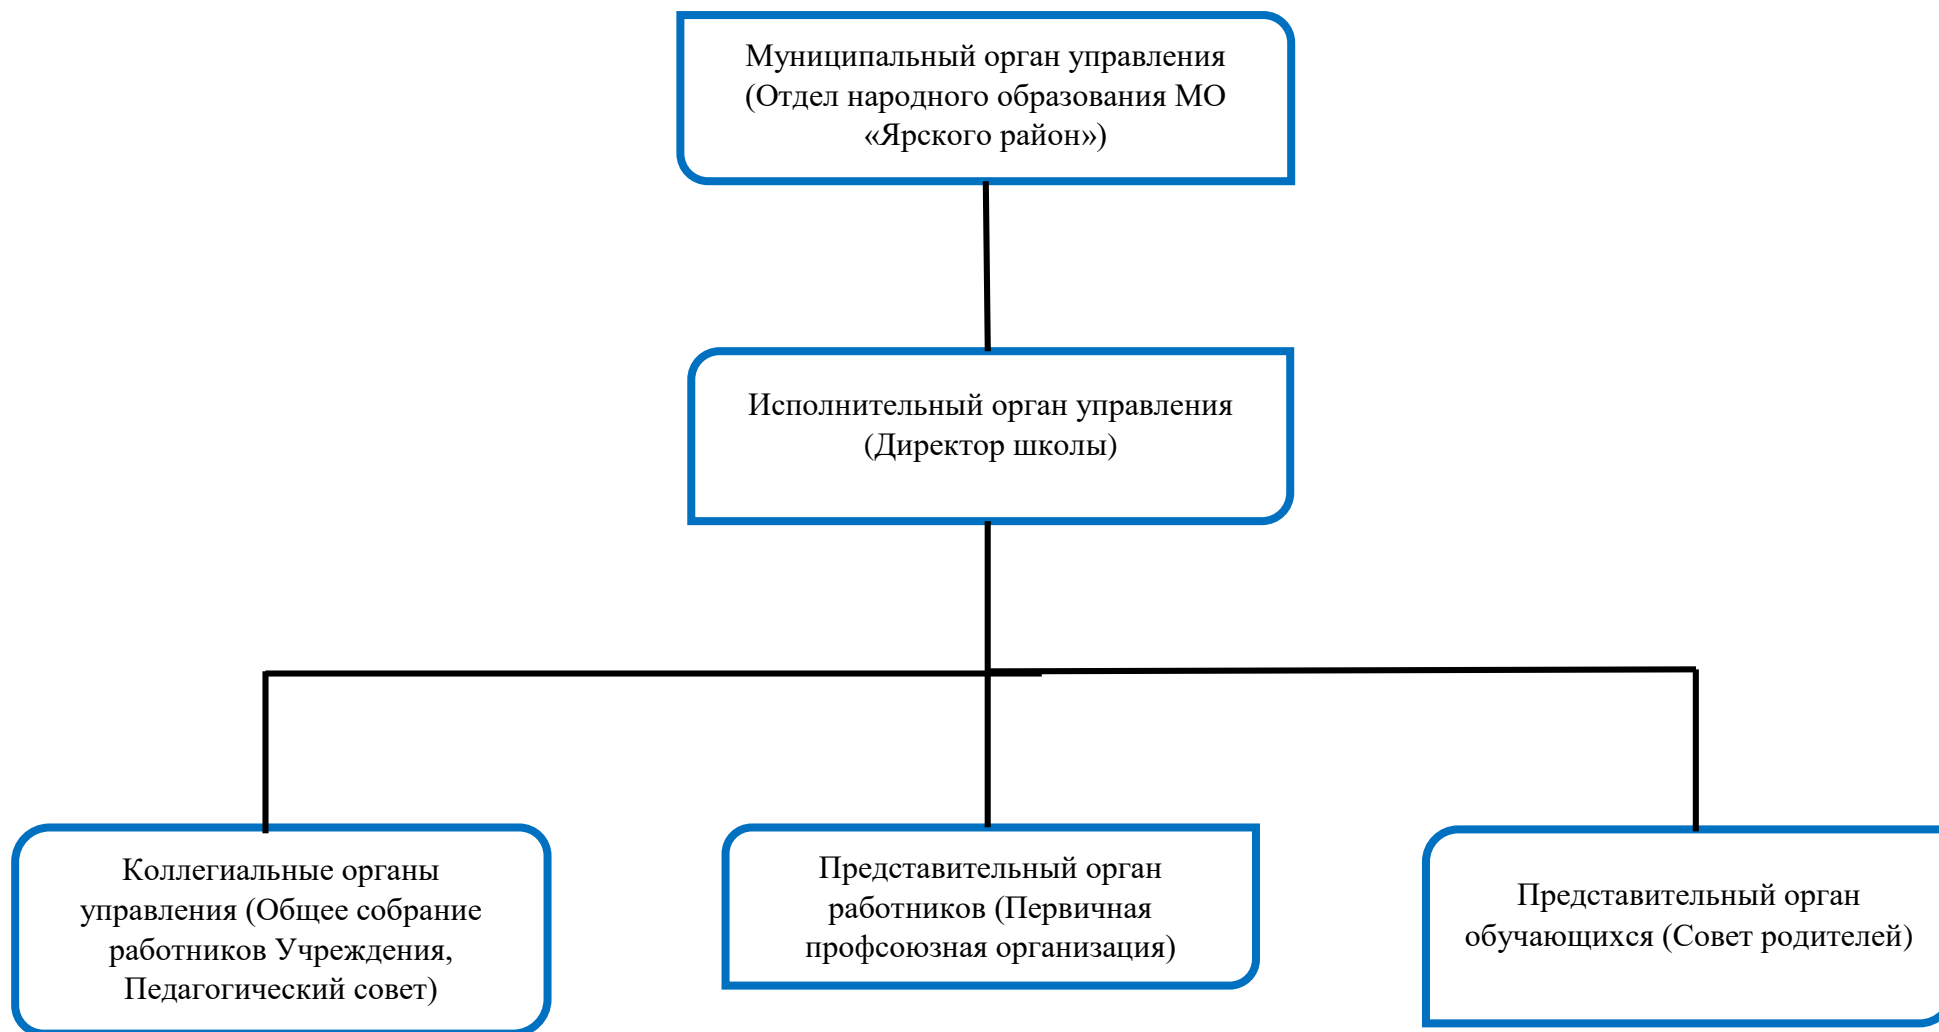 Муниципальный орган управления
(Отдел народного образования МО
«Ярского район»)
Исполнительный орган управления
(Директор школы)
Коллегиальные органы
управления (Общее собрание
работников Учреждения,
Педагогический совет)
Представительный орган
работников (Первичная
профсоюзная организация)
Представительный орган
обучающихся (Совет родителей)